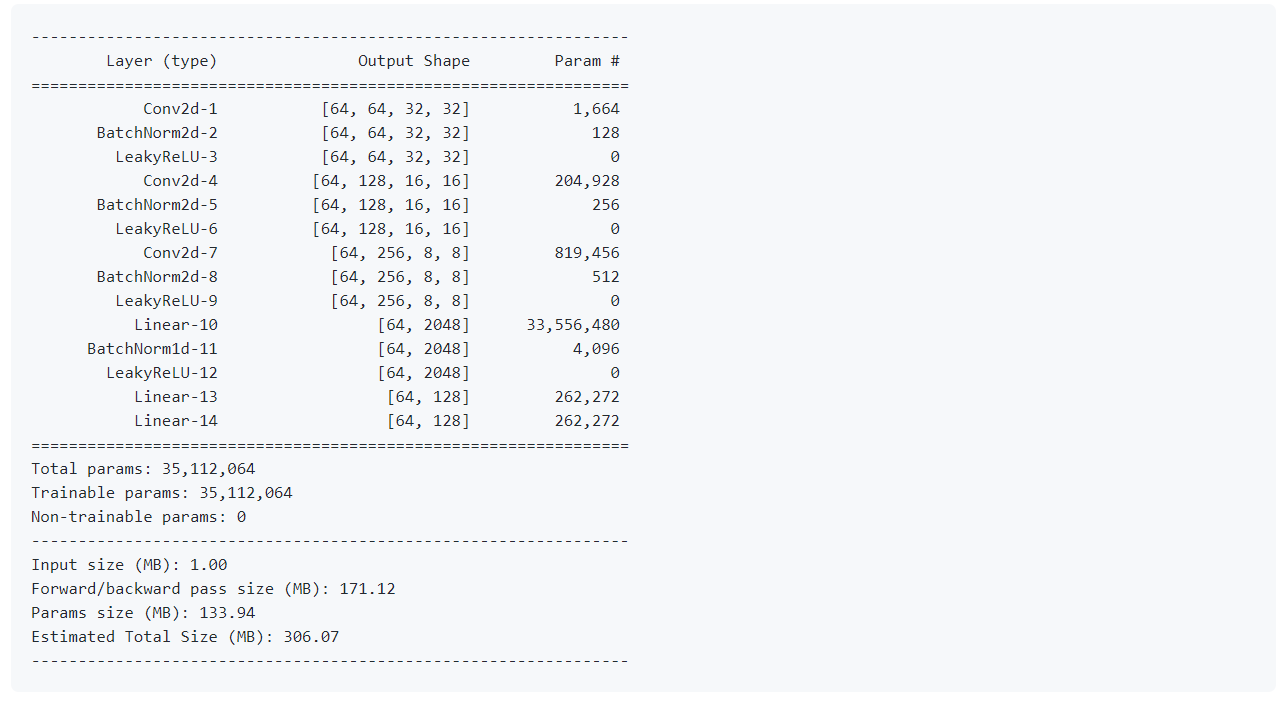 ----------------------------------------------------------------
        Layer (type)               Output Shape         Param #
================================================================
            Conv2d-1           [64, 64, 32, 32]           1,664
       BatchNorm2d-2           [64, 64, 32, 32]             128
         LeakyReLU-3           [64, 64, 32, 32]               0
            Conv2d-4          [64, 128, 16, 16]         204,928
       BatchNorm2d-5          [64, 128, 16, 16]             256
         LeakyReLU-6          [64, 128, 16, 16]               0
            Conv2d-7            [64, 256, 8, 8]         819,456
       BatchNorm2d-8            [64, 256, 8, 8]             512
         LeakyReLU-9            [64, 256, 8, 8]               0
           Linear-10                 [64, 2048]      33,556,480
      BatchNorm1d-11                 [64, 2048]           4,096
        LeakyReLU-12                 [64, 2048]               0
           Linear-13                  [64, 128]         262,272
           Linear-14                  [64, 128]         262,272
================================================================
Total params: 35,112,064
Trainable params: 35,112,064
Non-trainable params: 0
----------------------------------------------------------------
Input size (MB): 1.00
Forward/backward pass size (MB): 171.12
Params size (MB): 133.94
Estimated Total Size (MB): 306.07
----------------------------------------------------------------